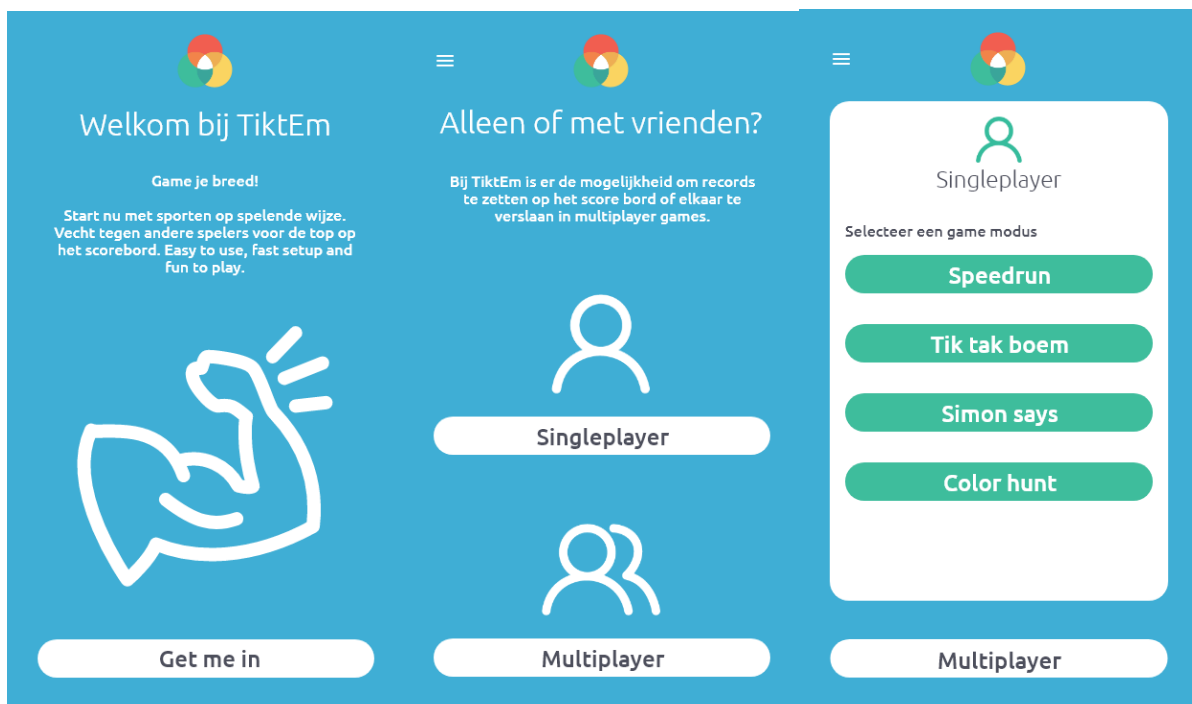 Welkom bij TiktEm
Game je breed!
Start nu met sporten op spelende wijze.
Vecht tegen andere spelers voor de top op
het scorebord. Easy to use, fast setup and
fun to play.
Get me in
Alleen of met vrienden?
Bij TiktEm is er de mogelijkheid om records
te zetten op het score bord of elkaar te
verslaan in multiplayer games.
Singleplayer
Multiplayer
Singleplayer
Selecteer een game modus
Speedrun
Tik tak boem
Simon says
Color hunt
Multiplayer